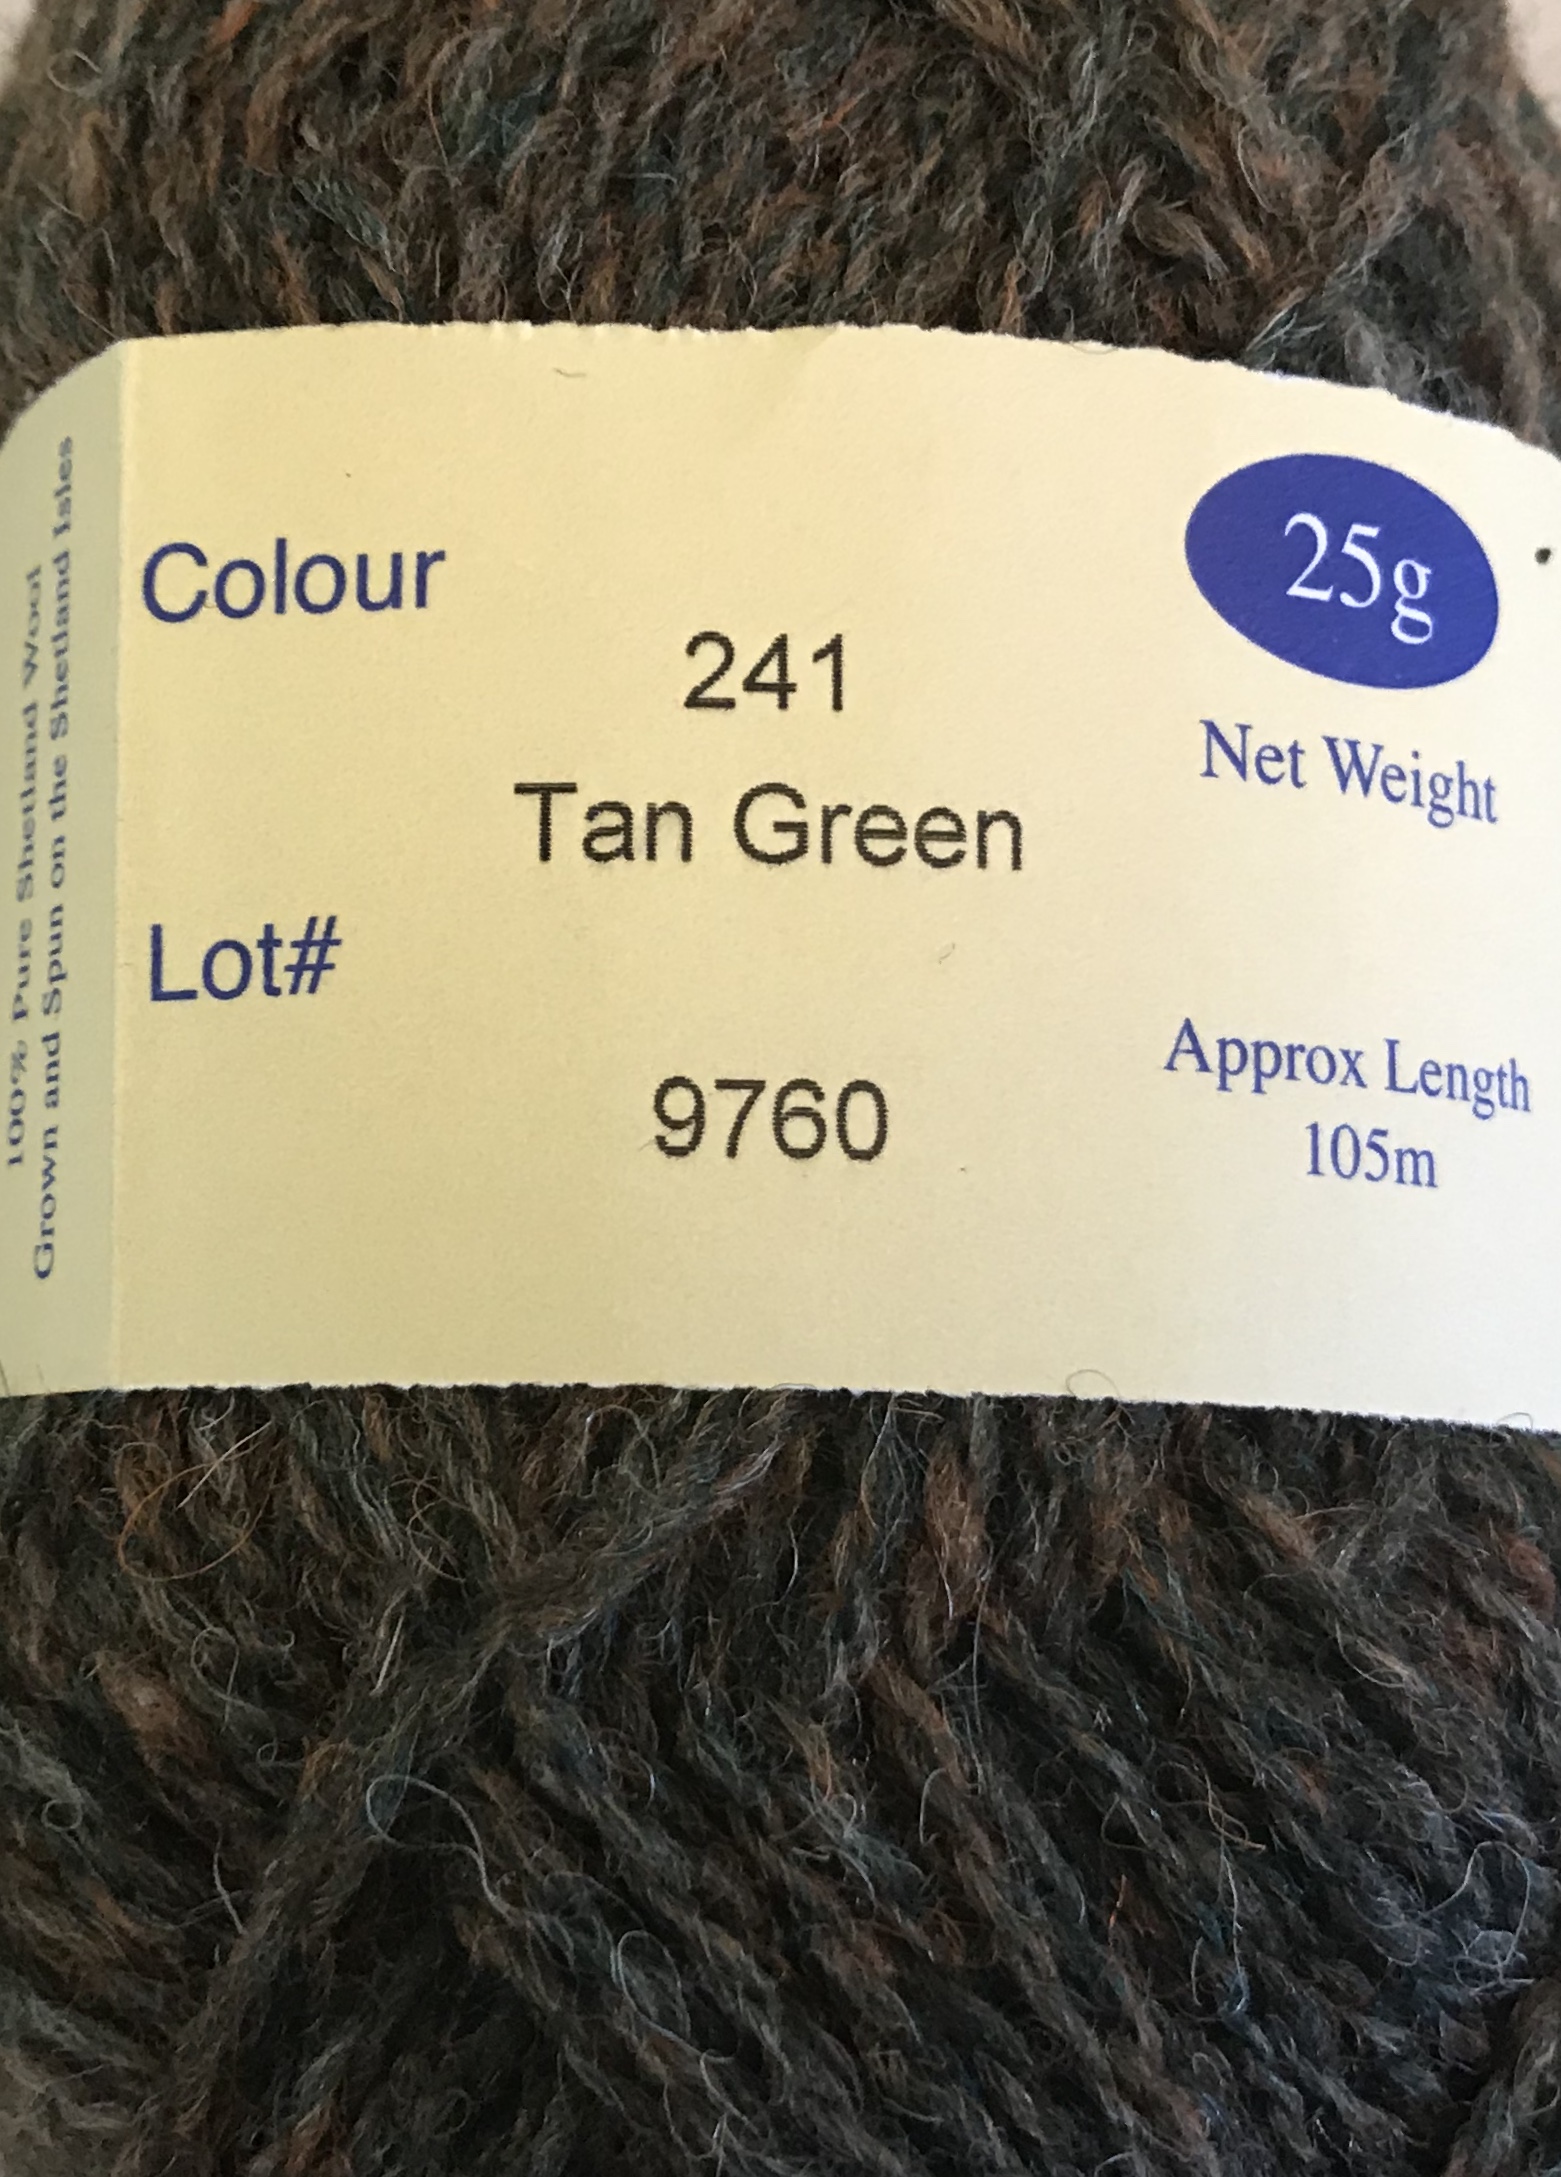 100% Pure Shetland Wool
Grown and Spun on the Shetland Isles
Colour
241
Tan Green
Lot#
9760
25g
Net Weight
Approx Length
105m